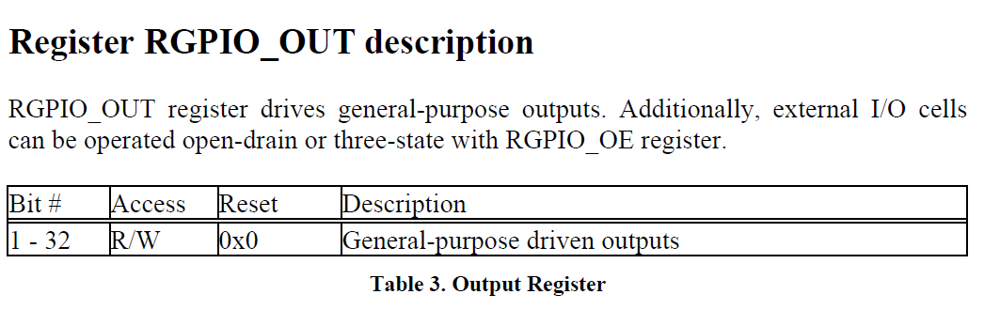 Register RGPIO_OUT description
RGPIO_OUT register drives general-purpose outputs. Additionally, external I/O cells
can be operated open-drain or three-state with RGPIO_OE register.
Bit # Access Reset Description
1 - 32 R/W 0x0 General-purpose driven outputs
Table 3. Output Register